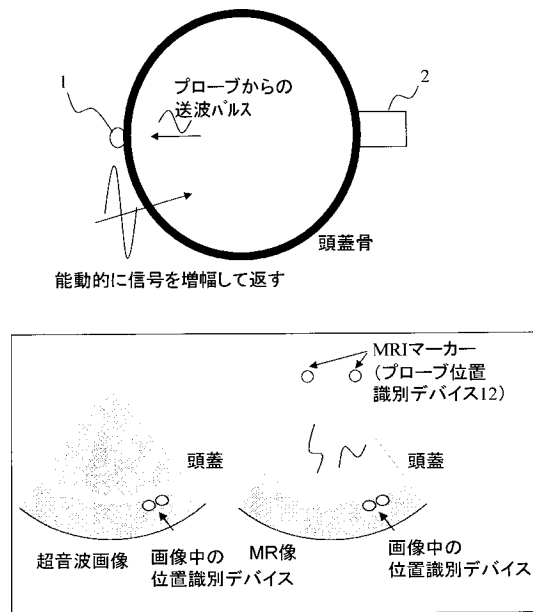 1
プローブからの
送波パルス
2
頭蓋骨
能動的に信号を増幅して返す
MRIマーカー
(プローブ位置
識別デバイス12)
頭蓋
頭蓋
超音波画像
画像中の
位置識別デバイス
MR像
画像中の
位置識別デバイス